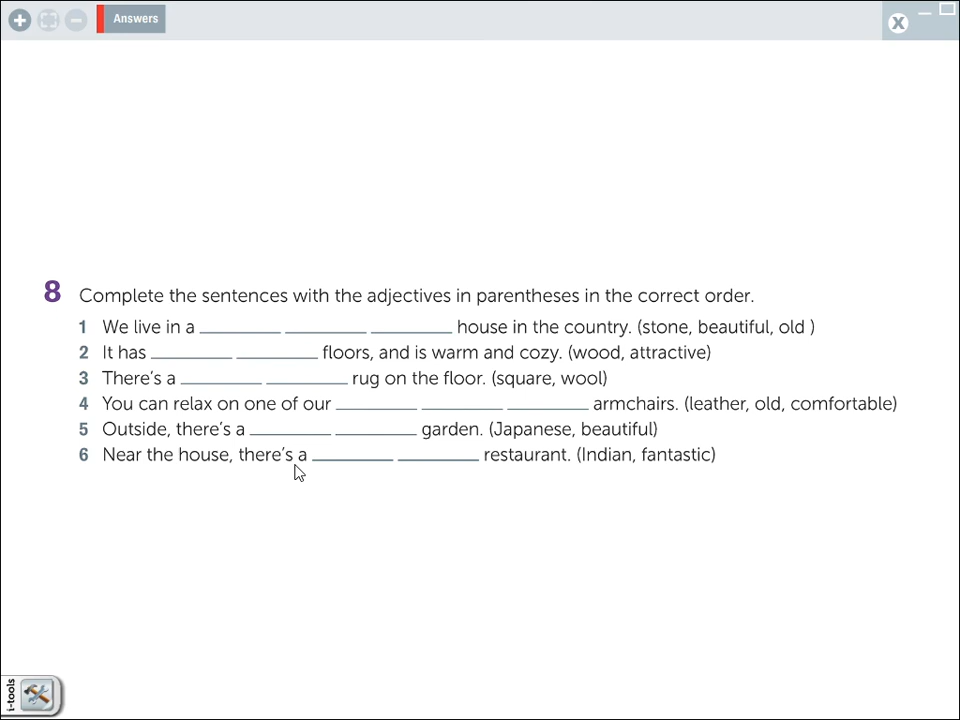 Answers
X
8 Complete the sentences with the adjectives in parentheses in the correct order.
1 We live in a ________ ________ ________ house in the country. (stone, beautiful, old )
2 It has ________ ________ floors, and is warm and cozy. (wood, attractive)
3 There's a ________ ________ rug on the floor. (square, wool)
4 You can relax on one of our ________ ________ ________ armchairs. (leather, old, comfortable)
5 Outside, there's a ________ ________ garden. (Japanese, beautiful)
6 Near the house, there's a ________ ________ restaurant. (Indian, fantastic)
i-tools